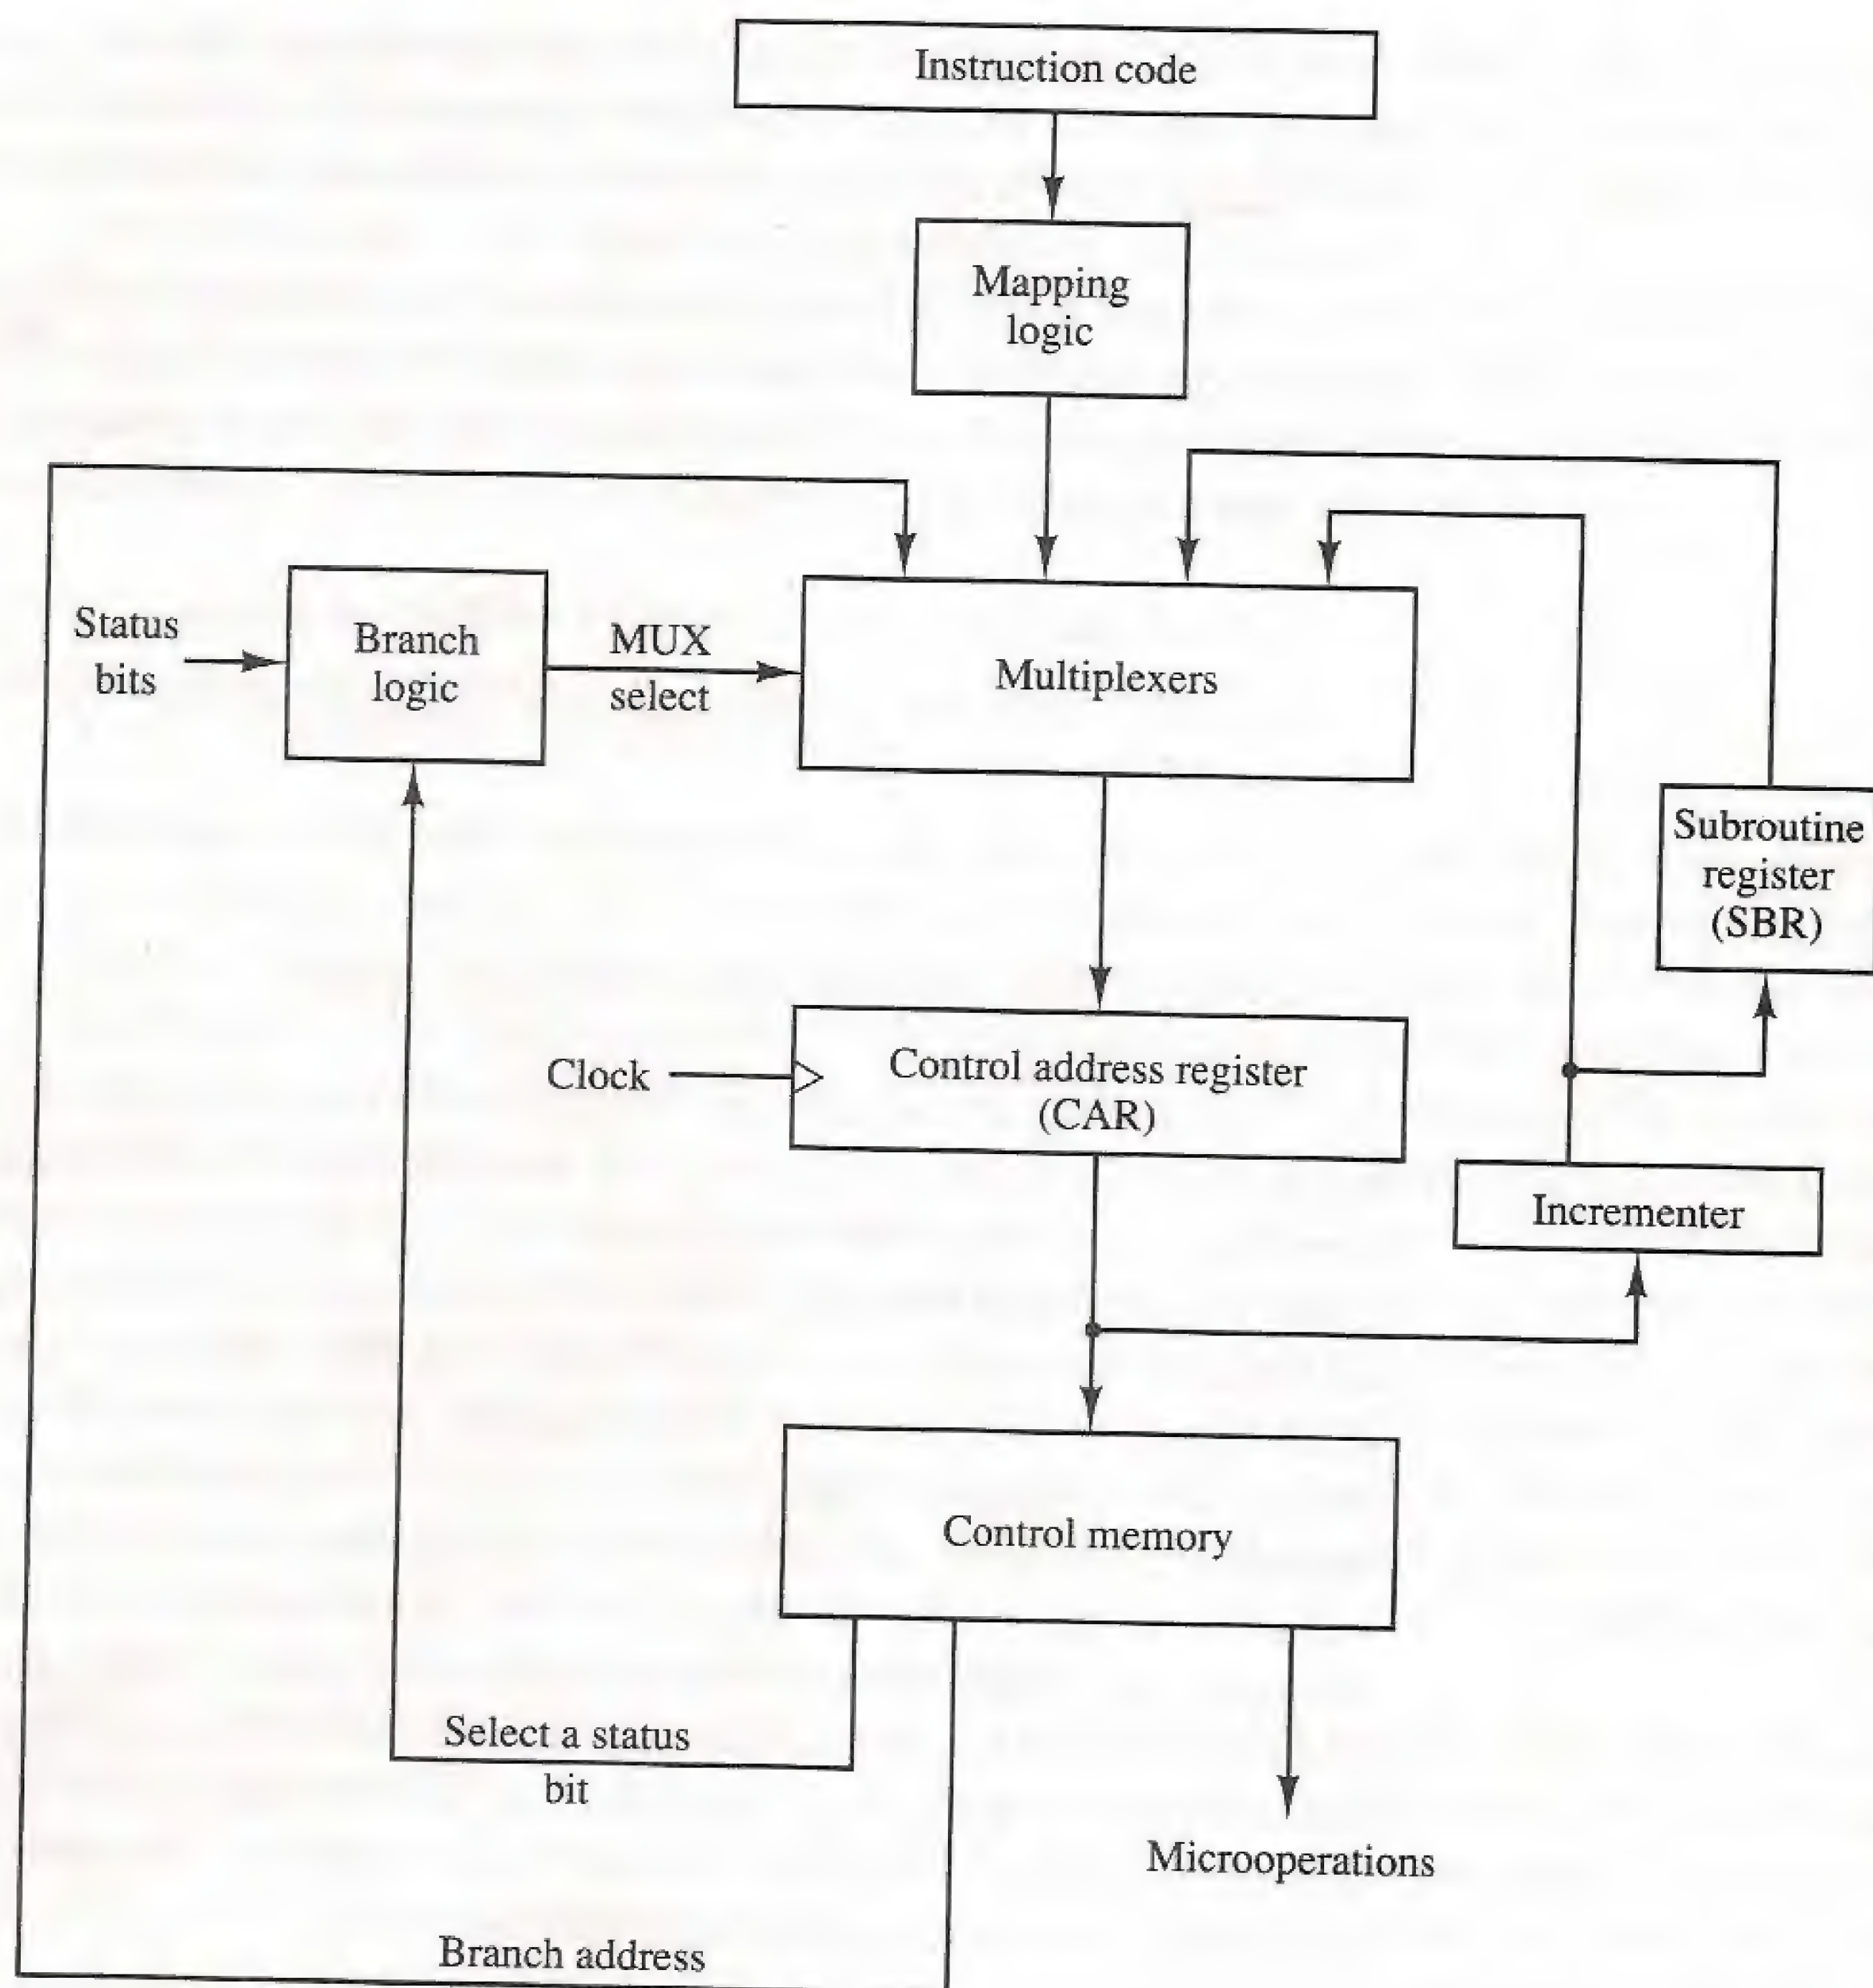 Instruction code
Mapping
logic
Status
bits
Branch
logic
MUX
select
Multiplexers
Subroutine
register
(SBR)
Clock
Control address register
(CAR)
Incrementer
Control memory
Select a status
bit
Microoperations
Branch address